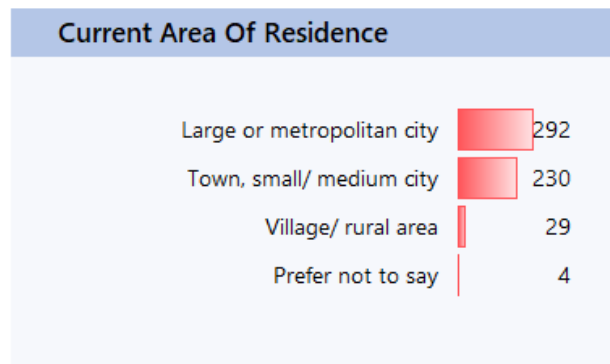 Current Area Of Residence
Large or metropolitan city 292
Town, small/ medium city 230
Village/ rural area 29
Prefer not to say 4